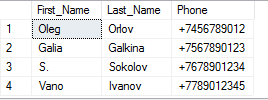 First_Name Last_Name Phone
1 Oleg Orlov +7456789012
2 Galia Galkina +7567890123
3 S. Sokolov +7678901234
4 Vano Ivanov +7789012345